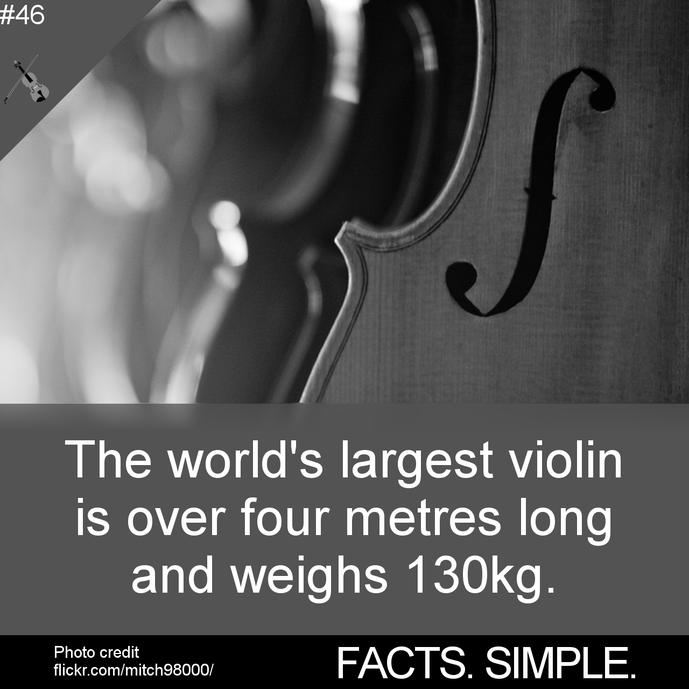 #46
The world's largest violin
is over four metres long
and weighs 130kg.
Photo credit
flickr.com/mitch98000/
FACTS. SIMPLE.